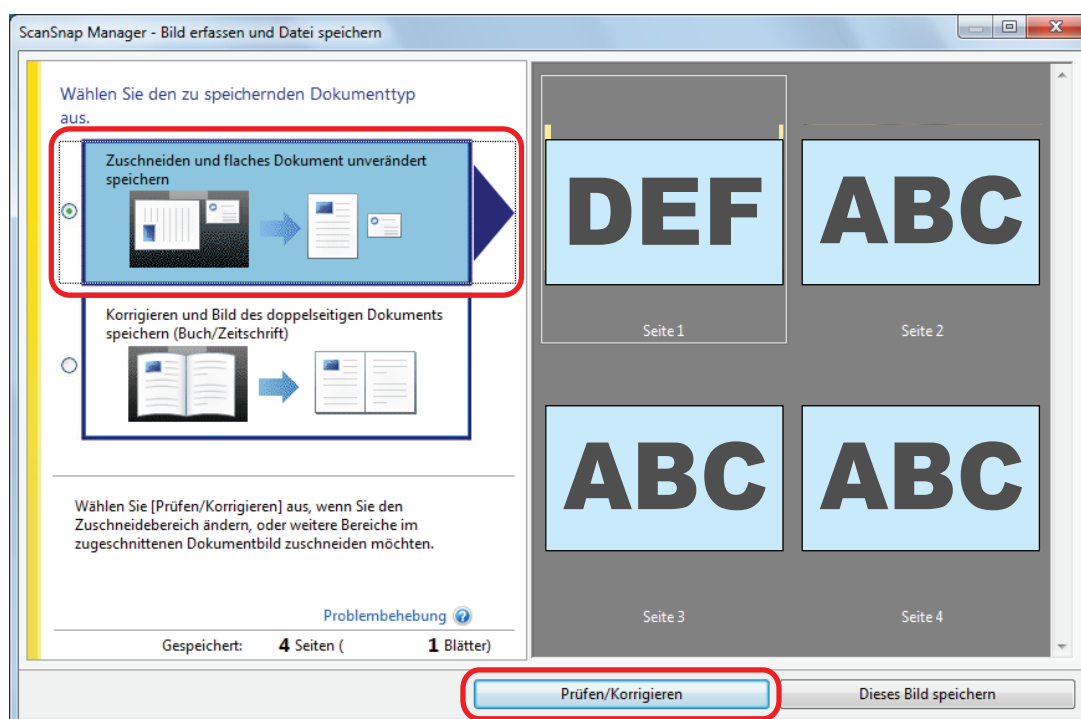 ScanSnap Manager - Bild erfassen und Datei speichern
Wählen Sie den zu speichernden Dokumenttyp
aus.
Zuschneiden und flaches Dokument unverändert
speichern
Korrigieren und Bild des doppelseitigen Dokuments
speichern (Buch/Zeitschrift)
Wählen Sie [Prüfen/Korrigieren] aus, wenn Sie den
Zuschneidebereich ändern, oder weitere Bereiche im
zugeschnittenen Dokumentbild zuschneiden möchten.
Problembehebung
Gespeichert: 4 Seiten ( 1 Blätter)
DEF
ABC
Seite 1
Seite 2
ABC
ABC
Seite 3
Seite 4
Prüfen/Korrigieren
Dieses Bild speichern